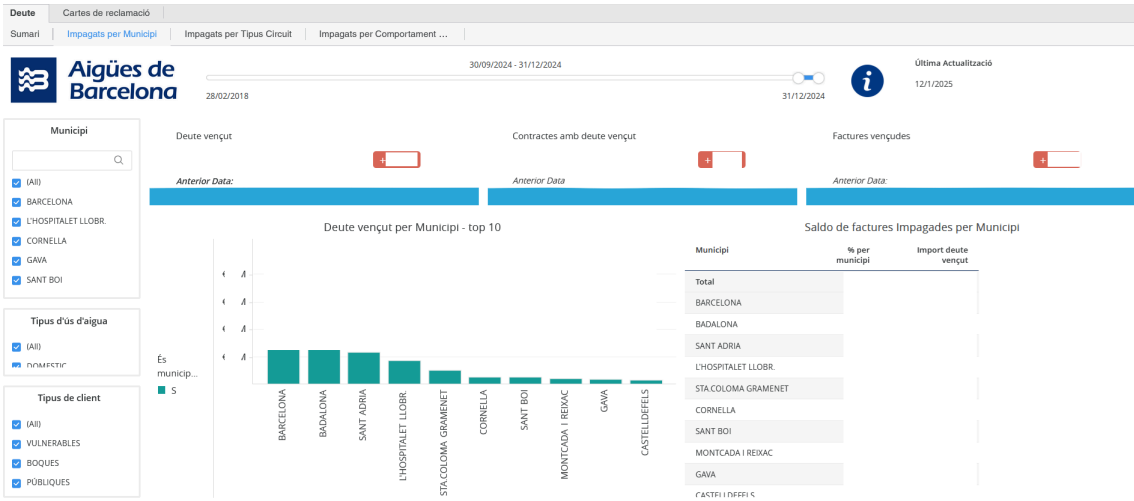 Deute
Cartes de reclamació
Sumari
Impagats per Municipi
Impagats per Tipus Circuit
Impagats per Comportament ...
Aigües de
Barcelona
30/09/2024 - 31/12/2024
28/02/2018
31/12/2024
i
Última Actualització
12/1/2025
Municipi
(All)
BARCELONA
L'HOSPITALET LLOBR.
CORNELLA
GAVA
SANT BOI
Tipus d'ús d'aigua
(All)
DOMESTIC
Tipus de client
(All)
VULNERABLES
BOQUES
PÚBLIQUES
Deute vençut
+
Anterior Data:
Contractes amb deute vençut
+
Anterior Data
Factures vençudes
+
Anterior Data:
Deute vençut per Municipi - top 10
És
municip...
S
€ M
€ M
€ M
€ M
BARCELONA
BADALONA
SANT ADRIA
L'HOSPITALET LLOBR.
STA.COLOMA GRAMENET
CORNELLA
SANT BOI
MONTCADA I REIXAC
GAVA
CASTELLDEFELS
Saldo de factures Impagades per Municipi
Municipi
% per
municipi
Import deute
vençut
Total
BARCELONA
BADALONA
SANT ADRIA
L'HOSPITALET LLOBR.
STA.COLOMA GRAMENET
CORNELLA
SANT BOI
MONTCADA I REIXAC
GAVA
CASTELLDEFELS